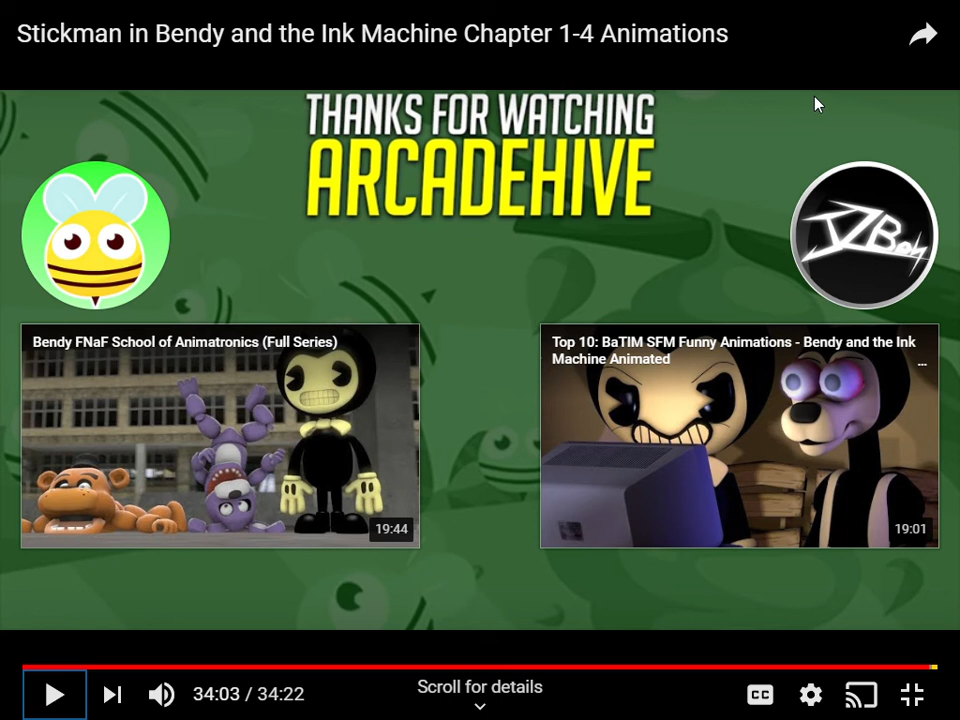 Stickman in Bendy and the Ink Machine Chapter 1-4 Animations
THANKS FOR WATCHING
ARCADEHIVE
JZBoy
Bendy FNaF School of Animatronics (Full Series)
19:44
Top 10: BaTIM SFM Funny Animations - Bendy and the Ink
Machine Animated
...
19:01
34:03 / 34:22
Scroll for details
CC